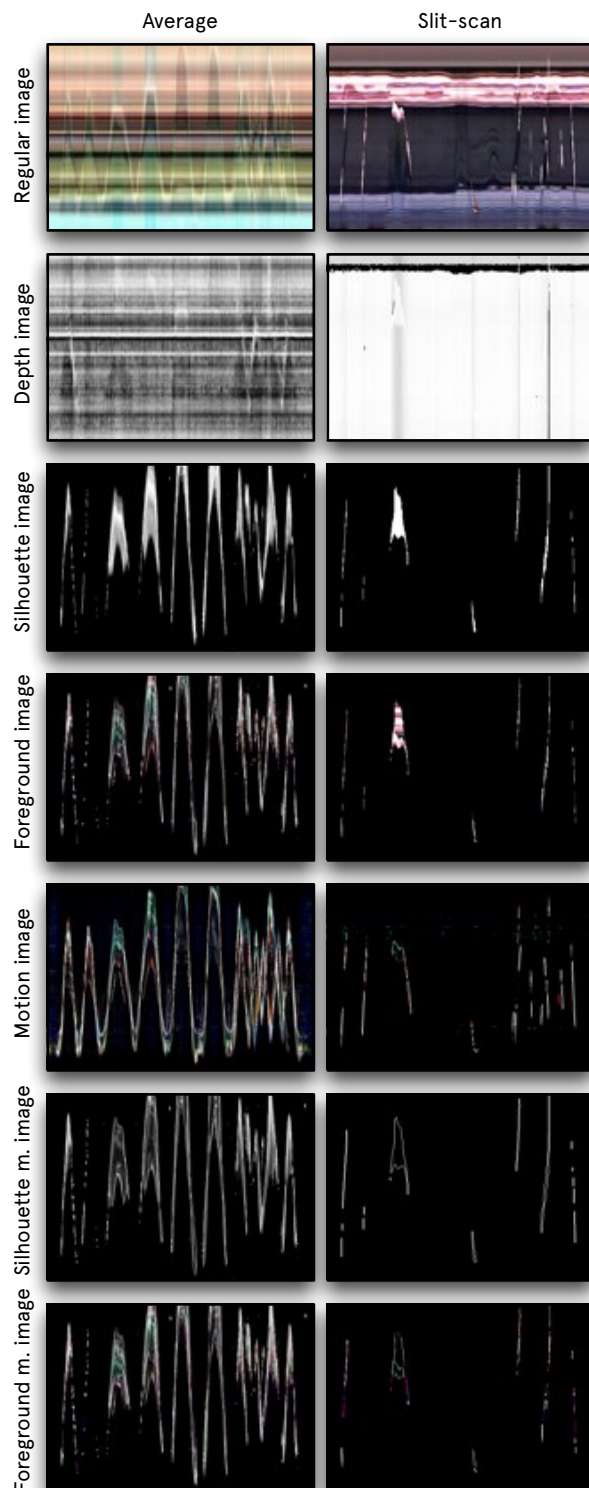 Average
Slit-scan
Regular image
Depth image
Silhouette image
Foreground image
Motion image
Silhouette m. image
Foreground m. image